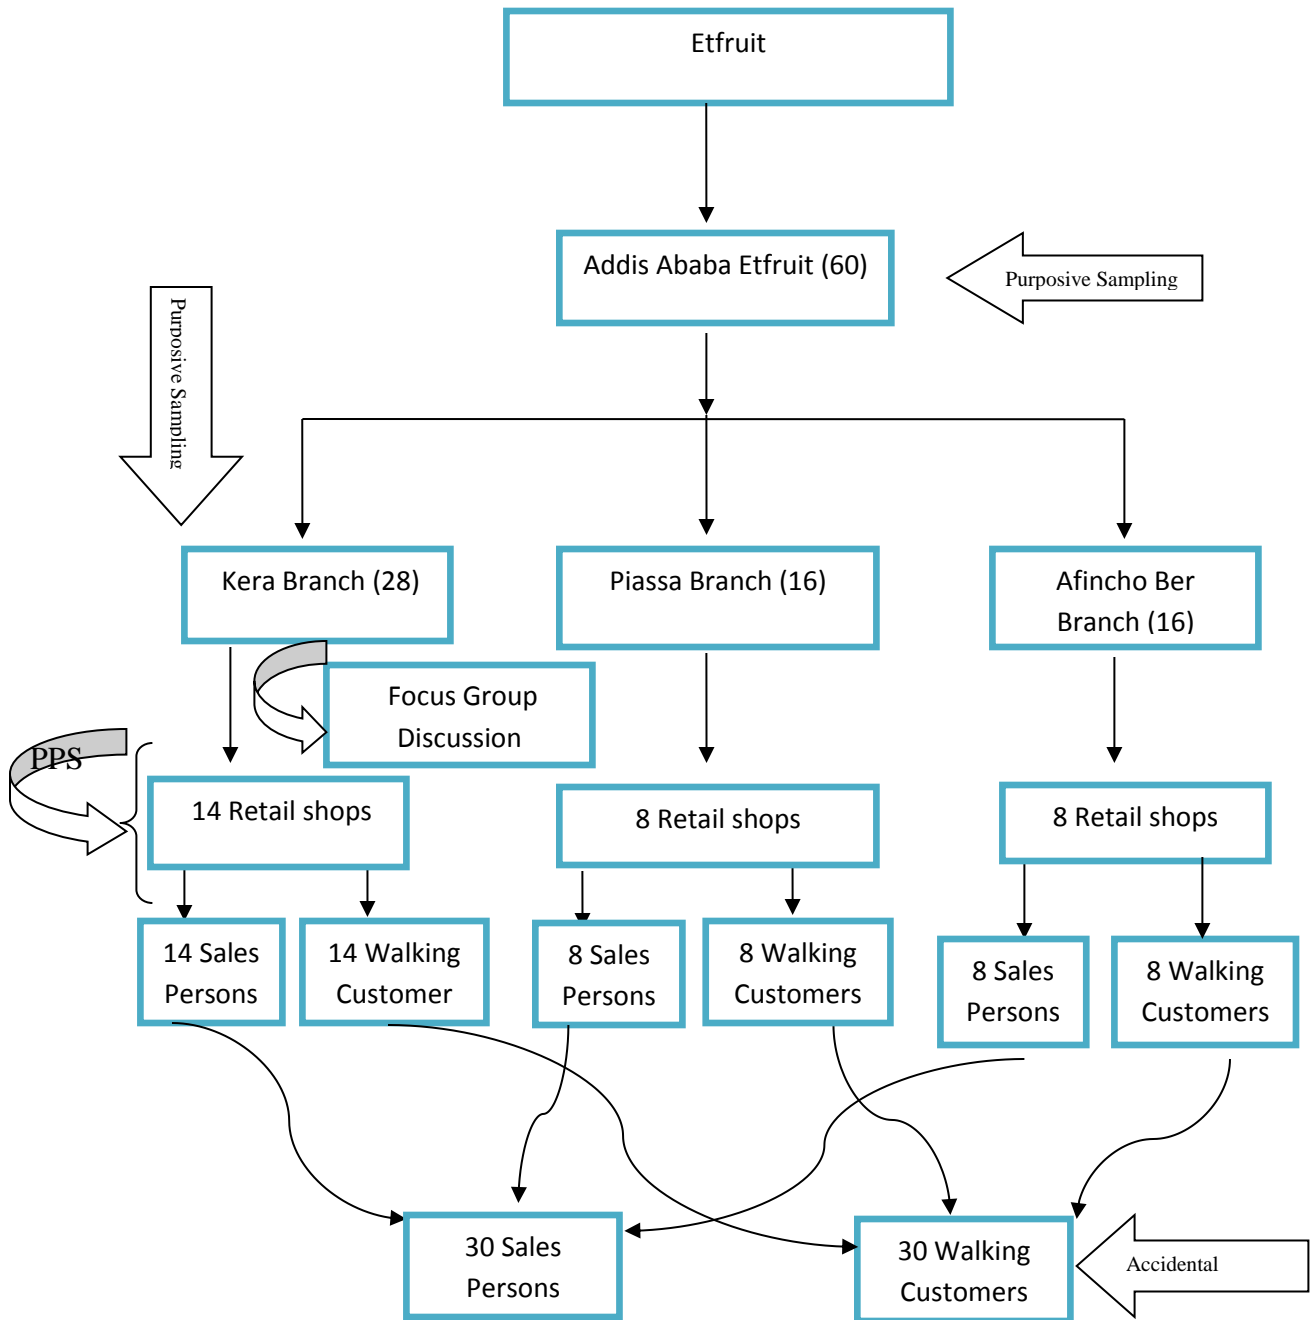 Etfruit
Addis Ababa Etfruit (60)
Purposive Sampling
Purposive Sampling
Kera Branch (28)
Piassa Branch (16)
Afincho Ber
Branch (16)
Focus Group
Discussion
PPS
14 Retail shops
8 Retail shops
8 Retail shops
14 Sales
Persons
14 Walking
Customer
8 Sales
Persons
8 Walking
Customers
8 Sales
Persons
8 Walking
Customers
30 Sales
Persons
30 Walking
Customers
Accidental